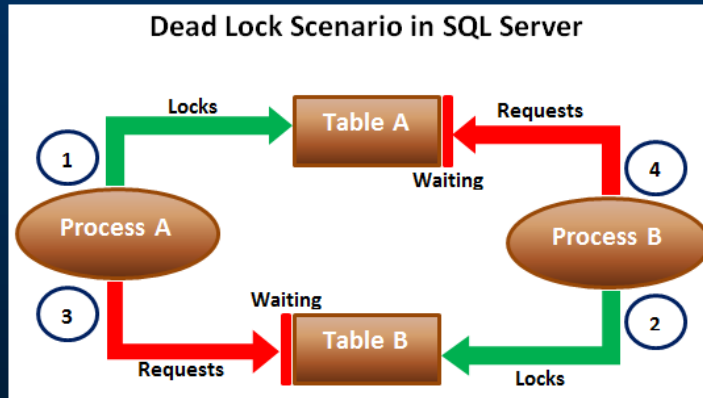 Dead Lock Scenario in SQL Server
Locks
Table A
Requests
1
Waiting
4
Process A
Process B
3
Waiting
2
Table B
Requests
Locks